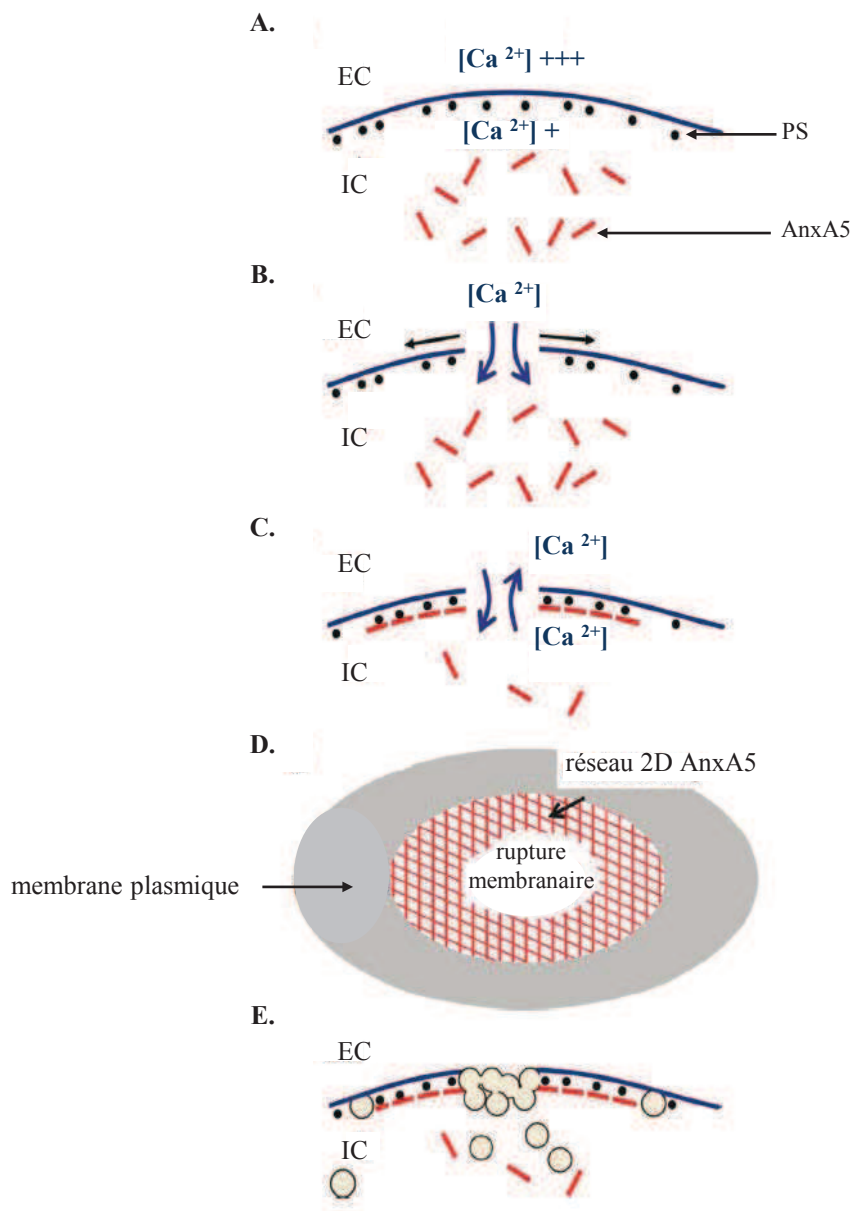 A.
[Ca ²⁺] +++
EC
[Ca ²⁺] +
PS
IC
AnxA5
B.
[Ca ²⁺]
EC
IC
C.
EC
[Ca ²⁺]
[Ca ²⁺]
IC
D.
réseau 2D AnxA5
rupture
membranaire
membrane plasmique
E.
EC
IC